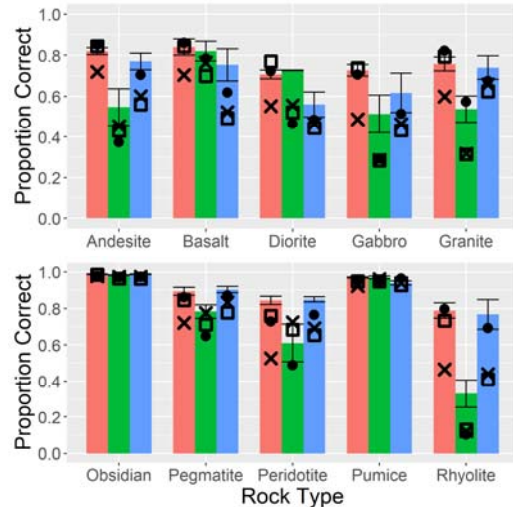 Proportion Correct
1.0
0.8
0.6
0.4
0.2
0.0
Andesite Basalt Diorite Gabbro Granite
Proportion Correct
1.0
0.8
0.6
0.4
0.2
0.0
Obsidian Pegmatite Peridotite Pumice Rhyolite
Rock Type